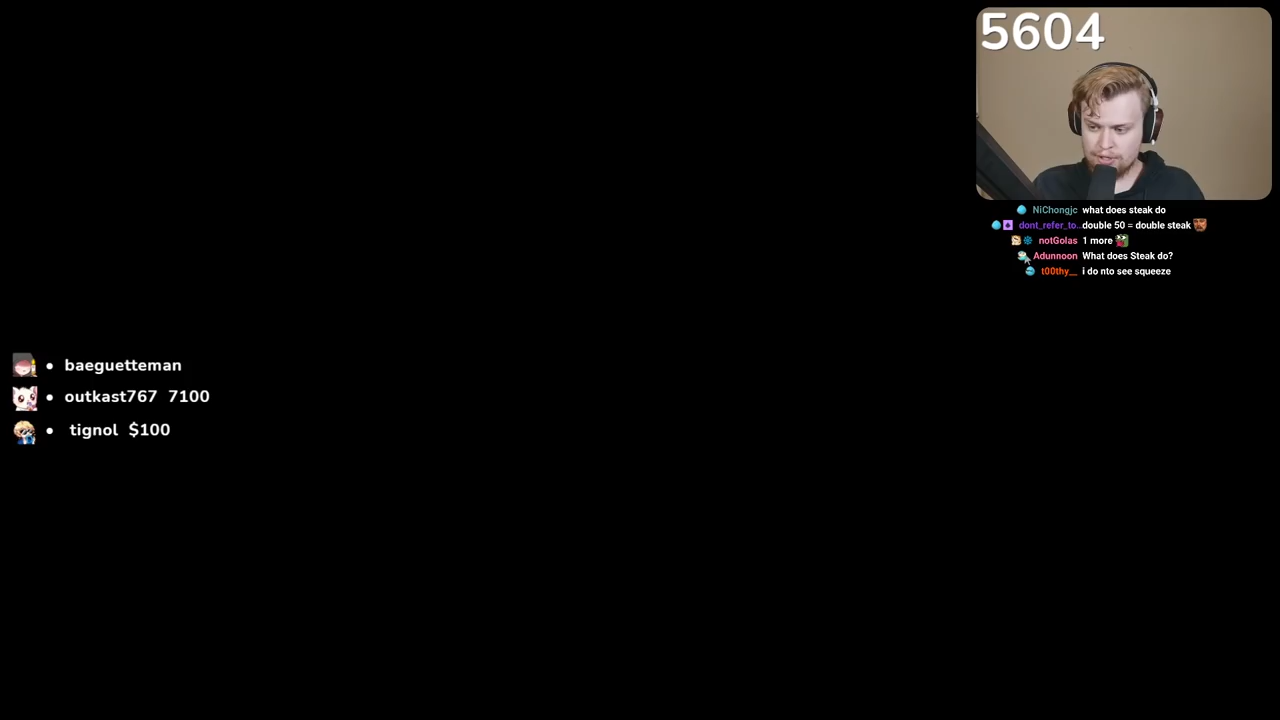 5604
NiChongjc what does steak do
dont_refer_to.. double 50 = double steak
notGolas 1 more
Adunnoon What does Steak do?
t00thy__ i do nto see squeeze
• baeguetteman
• outkast767 7100
• tignol $100